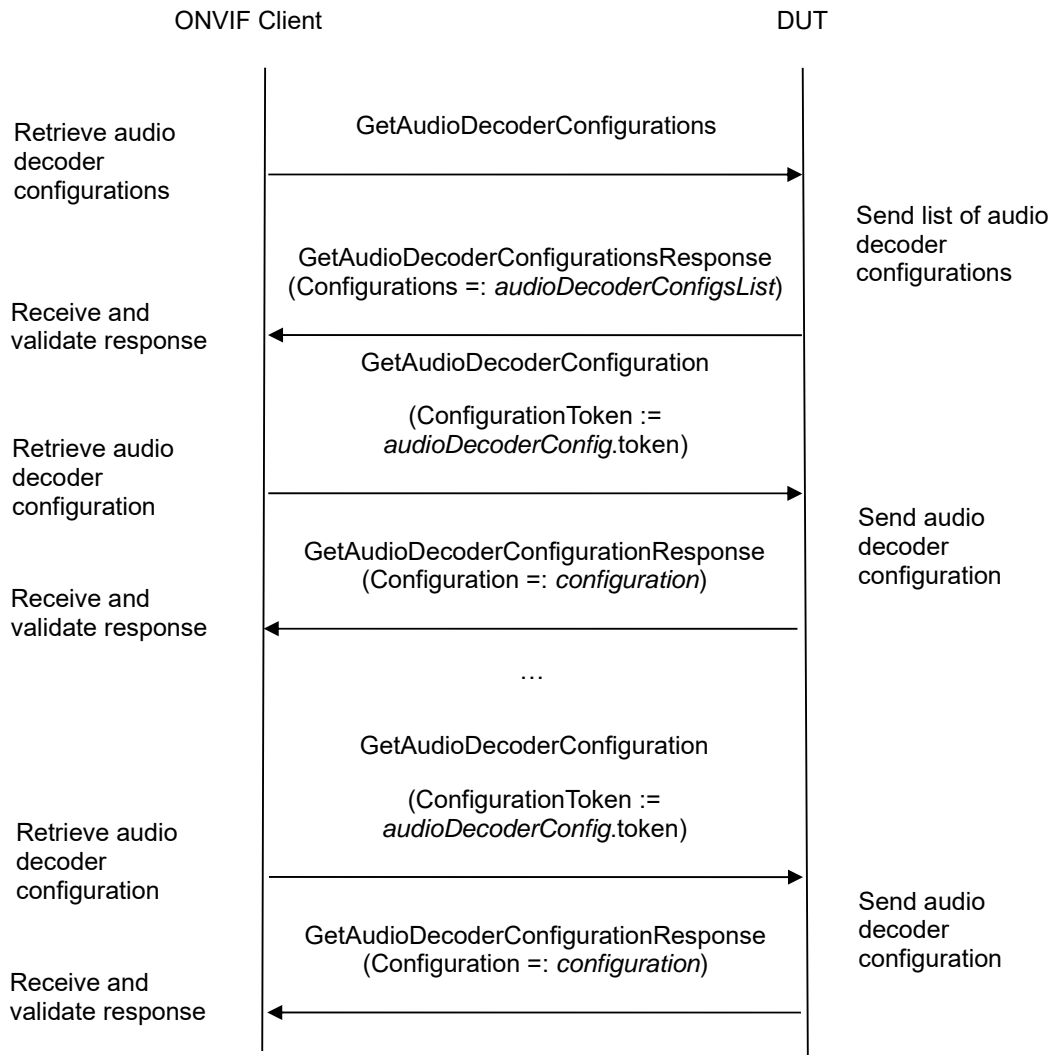 ONVIF Client
DUT
GetAudioDecoderConfigurations
Retrieve audio
decoder
configurations
Send list of audio
decoder
configurations
GetAudioDecoderConfigurationsResponse
(Configurations =: audioDecoderConfigsList)
Receive and
validate response
GetAudioDecoderConfiguration
(ConfigurationToken :=
audioDecoderConfig.token)
Retrieve audio
decoder
configuration
Send audio
decoder
configuration
GetAudioDecoderConfigurationResponse
(Configuration =: configuration)
Receive and
validate response
…
GetAudioDecoderConfiguration
(ConfigurationToken :=
audioDecoderConfig.token)
Retrieve audio
decoder
configuration
Send audio
decoder
configuration
GetAudioDecoderConfigurationResponse
(Configuration =: configuration)
Receive and
validate response